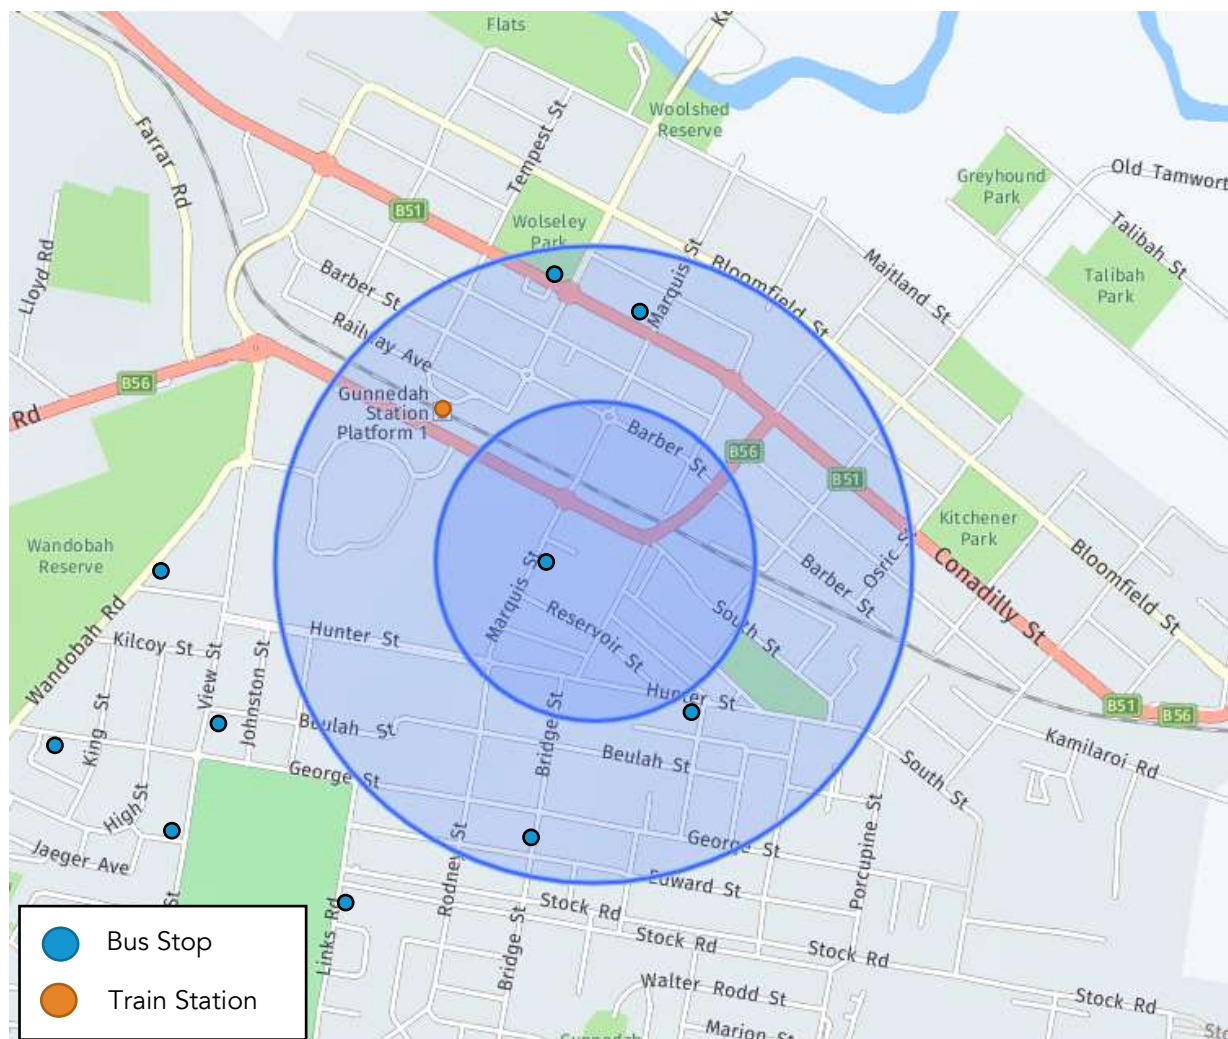 Flats
Woolshed
Reserve
Farrar Rd
Tempest St
Greyhound
Park
Old Tamwort
B51
Wolseley
Park
Talibah St
Lloyd Rd
Marquis St
Bloomfield St
Maitland St
Talibah
Park
Barber St
Railway Ave
B56
Rd
Gunnedah
Station
Platform 1
Barber St
B56
B51
Kitchener
Park
Wandobah
Reserve
Marquis St
Osric St
Conadilly St
Bloomfield St
Barber St
Reservoir St
South St
Wandobah Rd
Kilcoy St
Hunter St
View St
Johnston St
King St
Hunter St
Bridge St
Beulah St
Beulah St
B51
B56
Kamilaroi Rd
George St
South St
High St
Jaeger Ave
Rodney St
George St
Porcupine St
Edward St
St
Links Rd
Stock Rd
Bridge St
Stock Rd
Stock Rd
Walter Rodd St
Stock Rd
Marion St
Bus Stop
Train Station